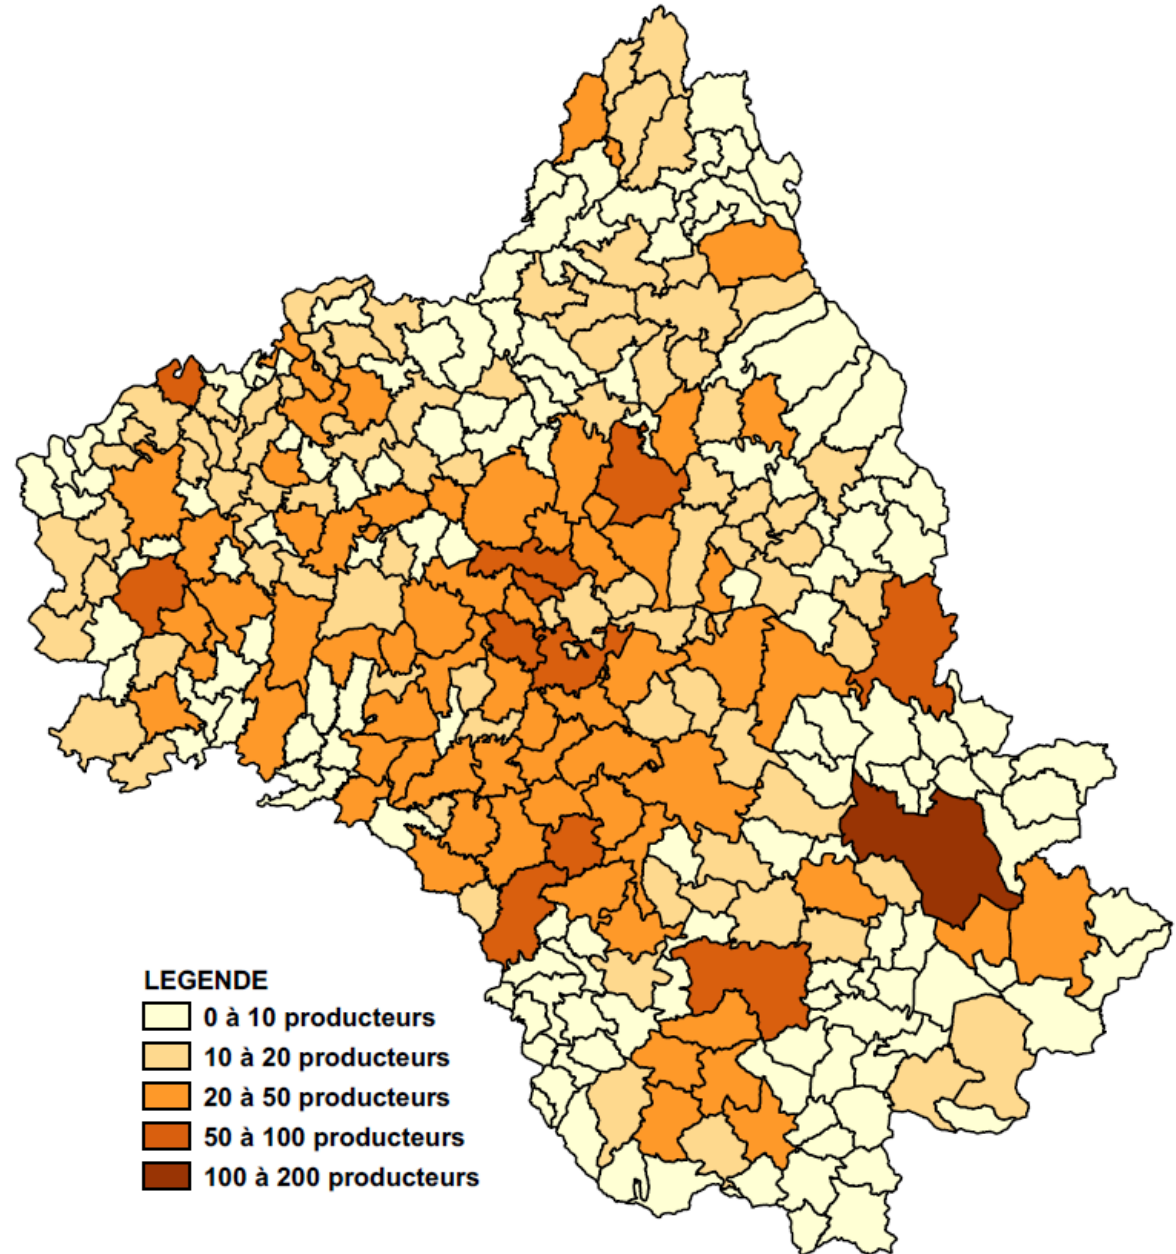 LEGENDE
0 à 10 producteurs
10 à 20 producteurs
20 à 50 producteurs
50 à 100 producteurs
100 à 200 producteurs